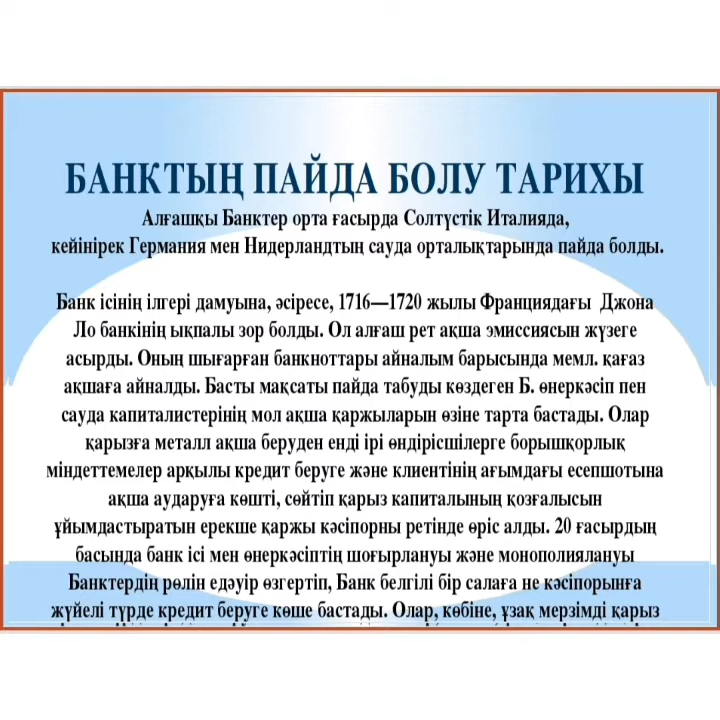 БАНКТЫҢ ПАЙДА БОЛУ ТАРИХЫ
Алғашқы Банктер орта ғасырда Солтүстік Италияда,
кейінірек Германия мен Нидерландтың сауда орталықтарында пайда болды.
Банк ісінің ілгері дамуына, әсіресе, 1716—1720 жылы Франциядағы Джона
Ло банкінің ықпалы зор болды. Ол алғаш рет ақша эмиссиясын жүзеге
асырды. Оның шығарған банкноттары айналым барысында мемл. қағаз
ақшаға айналды. Басты мақсаты пайда табуды көздеген Б. өнеркәсіп пен
сауда капиталистерінің мол ақша қаржыларын өзіне тарта бастады. Олар
қарызға металл ақша беруден енді ірі өндіріспілерге борышқорлық
міндеттемелер арқылы кредит беруге және клиентінің ағымдағы есепшотына
ақша аударуға көшті, сөйтіп қарыз капиталының қозғалысын
ұйымдастыратын ерекше қаржы кәсіпорны ретінде өріс алды. 20 ғасырдың
басында банк ісі мен өнеркәсіптің шоғырлануы және монополиялануы
Банктердің рөлін едәуір өзгертіп, Банк белгілі бір салаға не кәсіпорынға
жүйелі түрде кредит беруге көше бастады. Олар, көбіне, ұзақ мерзімді қарыз